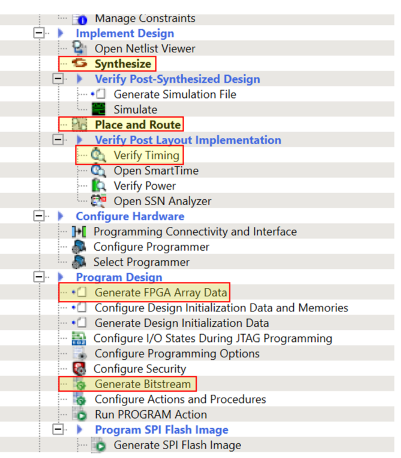 Manage Constraints
Implement Design
Open Netlist Viewer
Synthesize
Verify Post-Synthesized Design
Generate Simulation File
Simulate
Place and Route
Verify Post Layout Implementation
Verify Timing
Open SmartTime
Verify Power
Open SSN Analyzer
Configure Hardware
Programming Connectivity and Interface
Configure Programmer
Select Programmer
Program Design
Generate FPGA Array Data
Configure Design Initialization Data and Memories
Generate Design Initialization Data
Configure I/O States During JTAG Programming
Configure Programming Options
Configure Security
Generate Bitstream
Configure Actions and Procedures
Run PROGRAM Action
Program SPI Flash Image
Generate SPI Flash Image